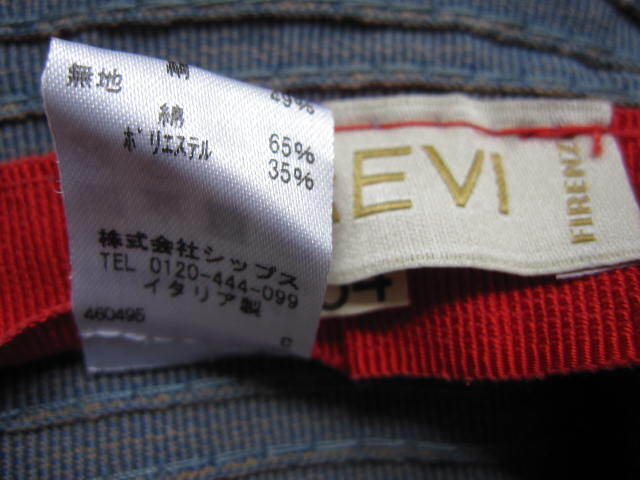 無地
綿
ポリエステル
65%
35%
株式会社シップス
TEL 0120-444-099
イタリア製
460495
EVI
FIRENZ